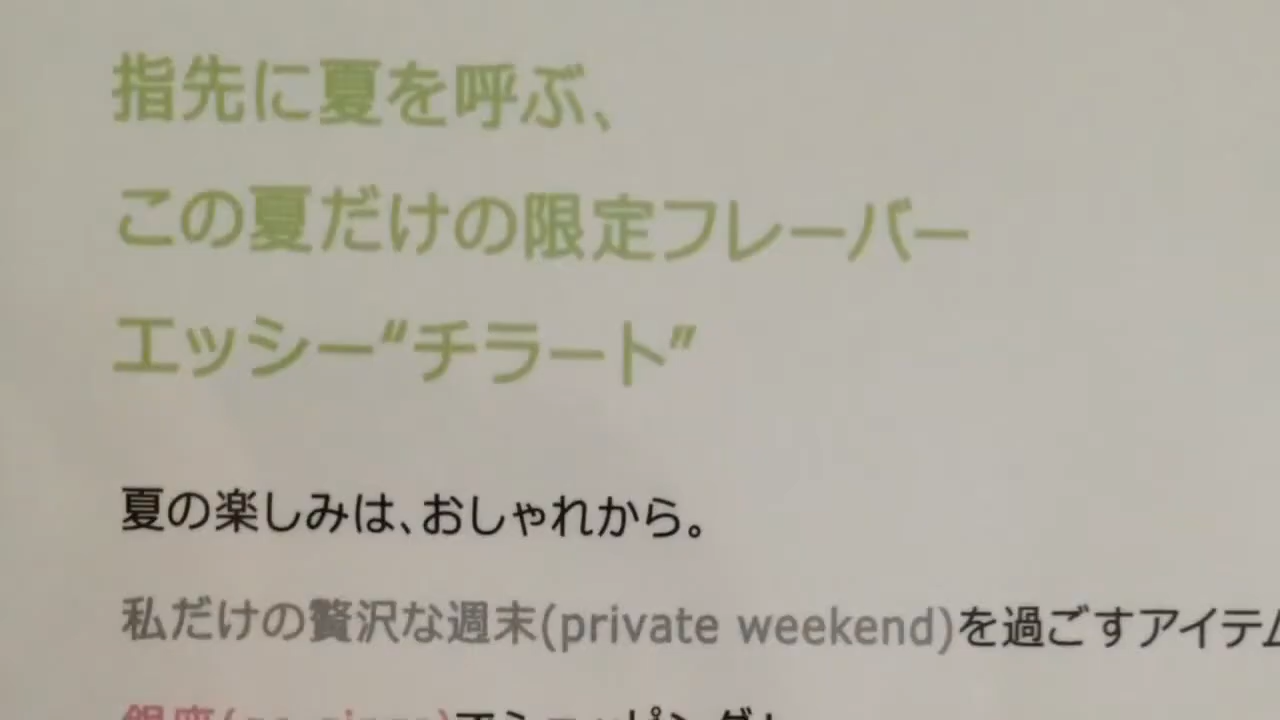 指先に夏を呼ぶ、
この夏だけの限定フレーバー
エッシー“チラート”
夏の楽しみは、おしゃれから。
私だけの贅沢な週末(private weekend)を過ごすアイテム